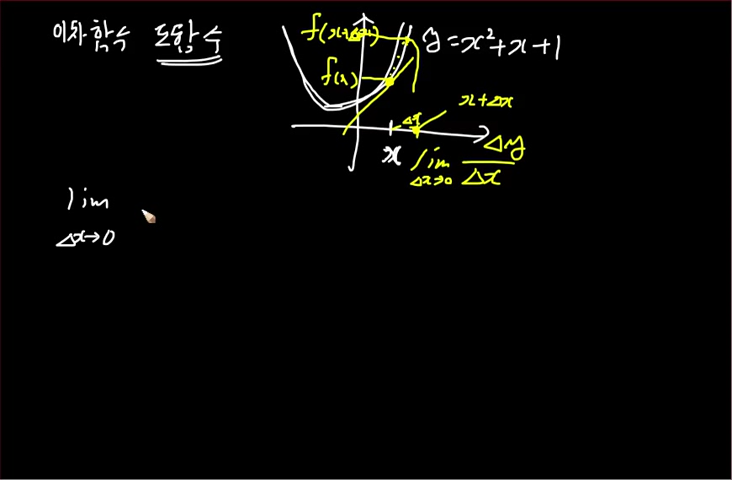 이차함수 도함수
f(x+Δx)
y=x²+x+1
f(x)
x+Δx
Δx
x
lim Δy/Δx
Δx→0
lim
Δx→0